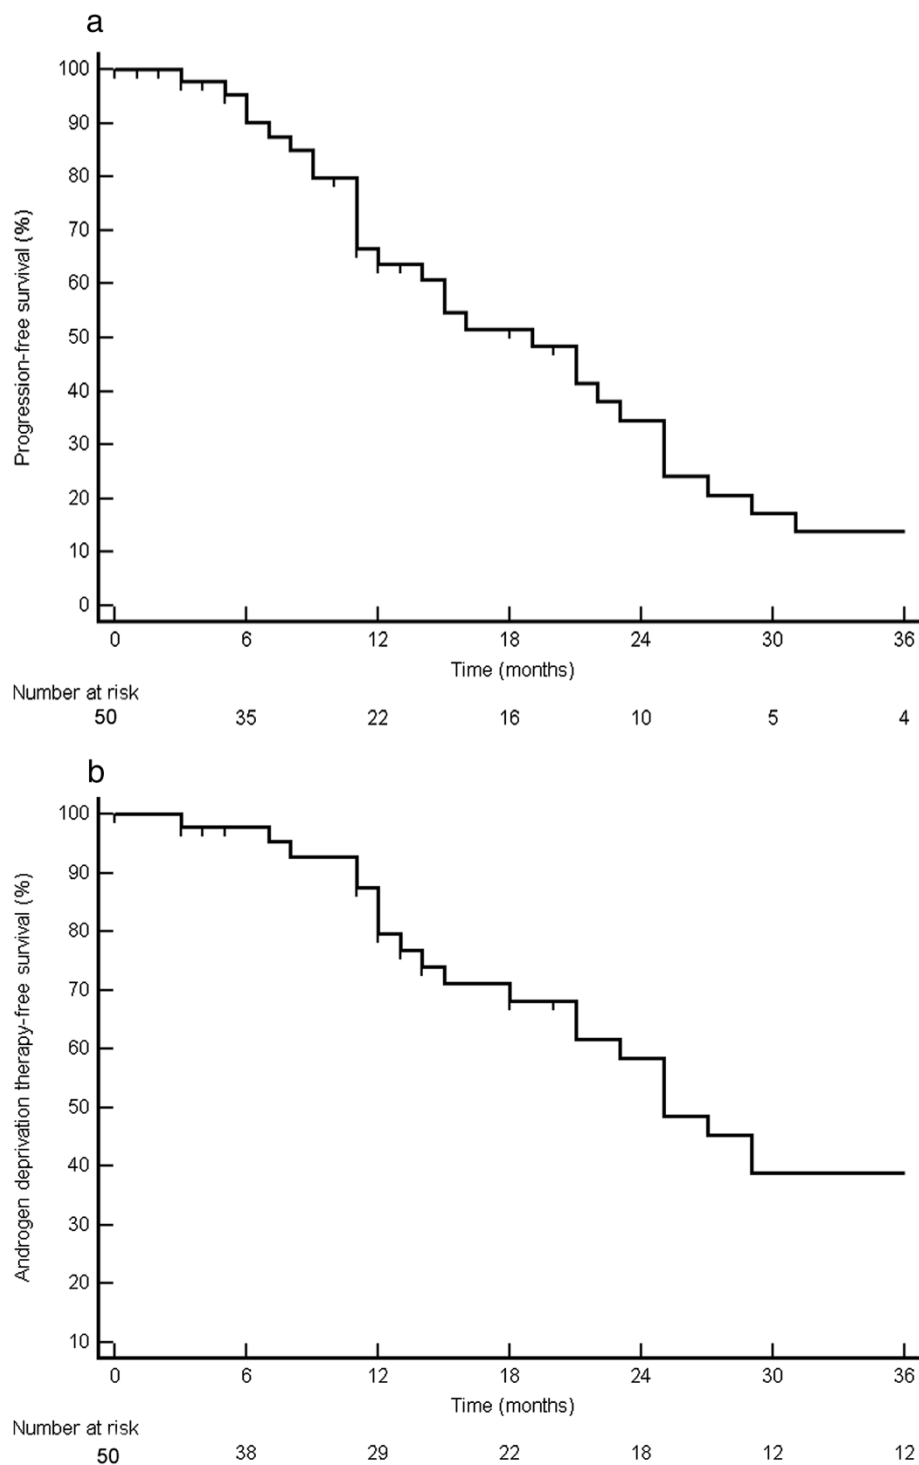 a
Progression-free survival (%)
100
90
80
70
60
50
40
30
20
10
0
0 6 12 18 24 30 36
Time (months)
Number at risk
50 35 22 16 10 5 4
b
Androgen deprivation therapy-free survival (%)
100
90
80
70
60
50
40
30
20
10
0 6 12 18 24 30 36
Time (months)
Number at risk
50 38 29 22 18 12 12